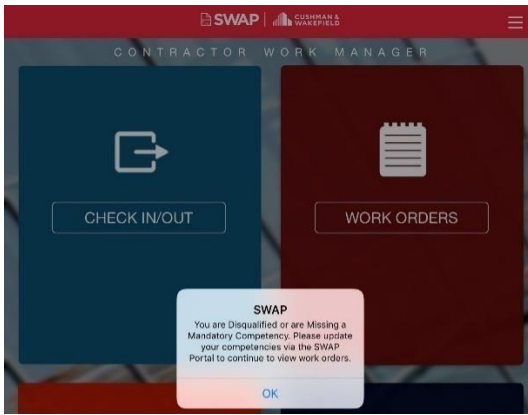 SWAP CUSHMAN & WAKEFIELD
CONTRACTOR WORK MANAGER
CHECK IN/OUT
WORK ORDERS
SWAP
You are Disqualified or are Missing a
Mandatory Competency. Please update
your competencies via the SWAP
Portal to continue to view work orders.
OK